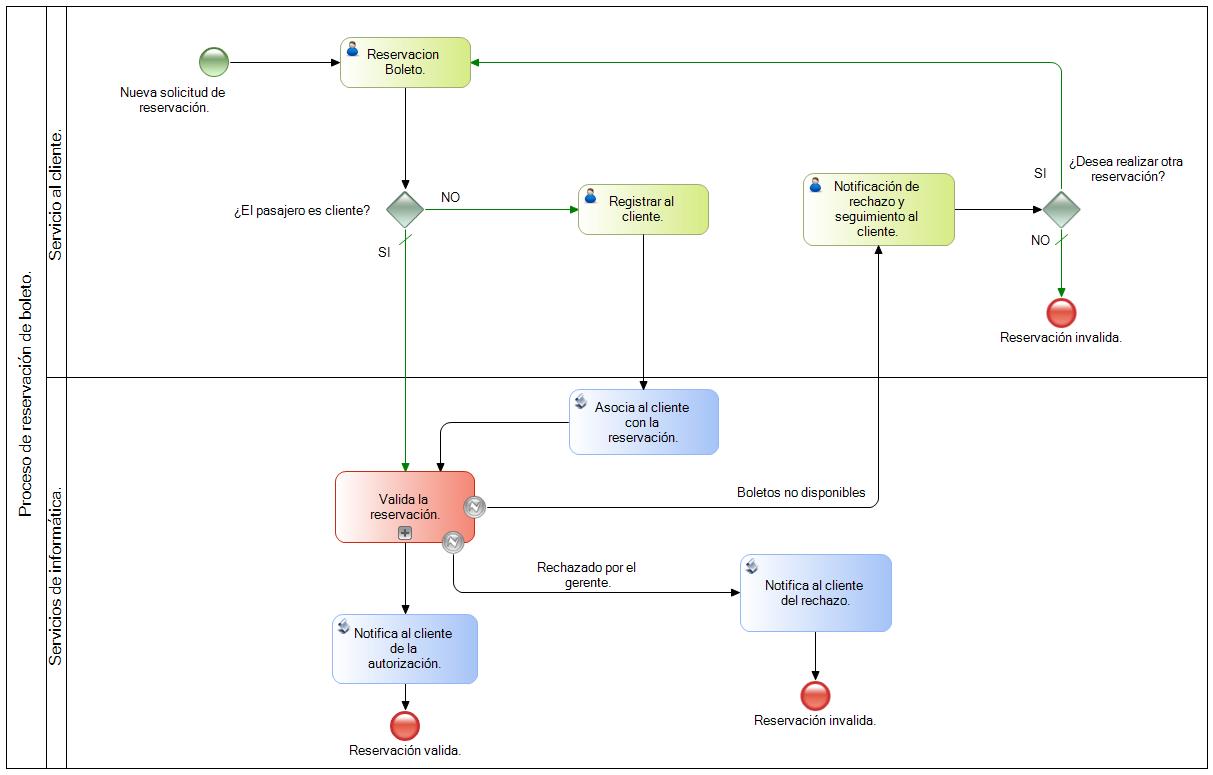 Proceso de reservación de boleto.
Servicio al cliente.
Nueva solicitud de
reservación.
Reservacion
Boleto.
¿El pasajero es cliente?
NO
SI
Registrar al
cliente.
Notificación de
rechazo y
seguimiento al
cliente.
¿Desea realizar otra
reservación?
SI
NO
Reservación invalida.
Servicios de informática.
Asocia al cliente
con la
reservación.
Valida la
reservación.
Boletos no disponibles
Rechazado por el
gerente.
Notifica al cliente
del rechazo.
Notifica al cliente
de la
autorización.
Reservación invalida.
Reservación valida.